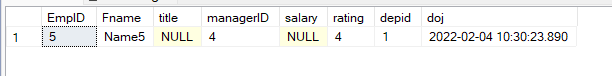 EmpID Fname title managerID salary rating depid doj
1 5 Name5 NULL 4 NULL 4 1 2022-02-04 10:30:23.890